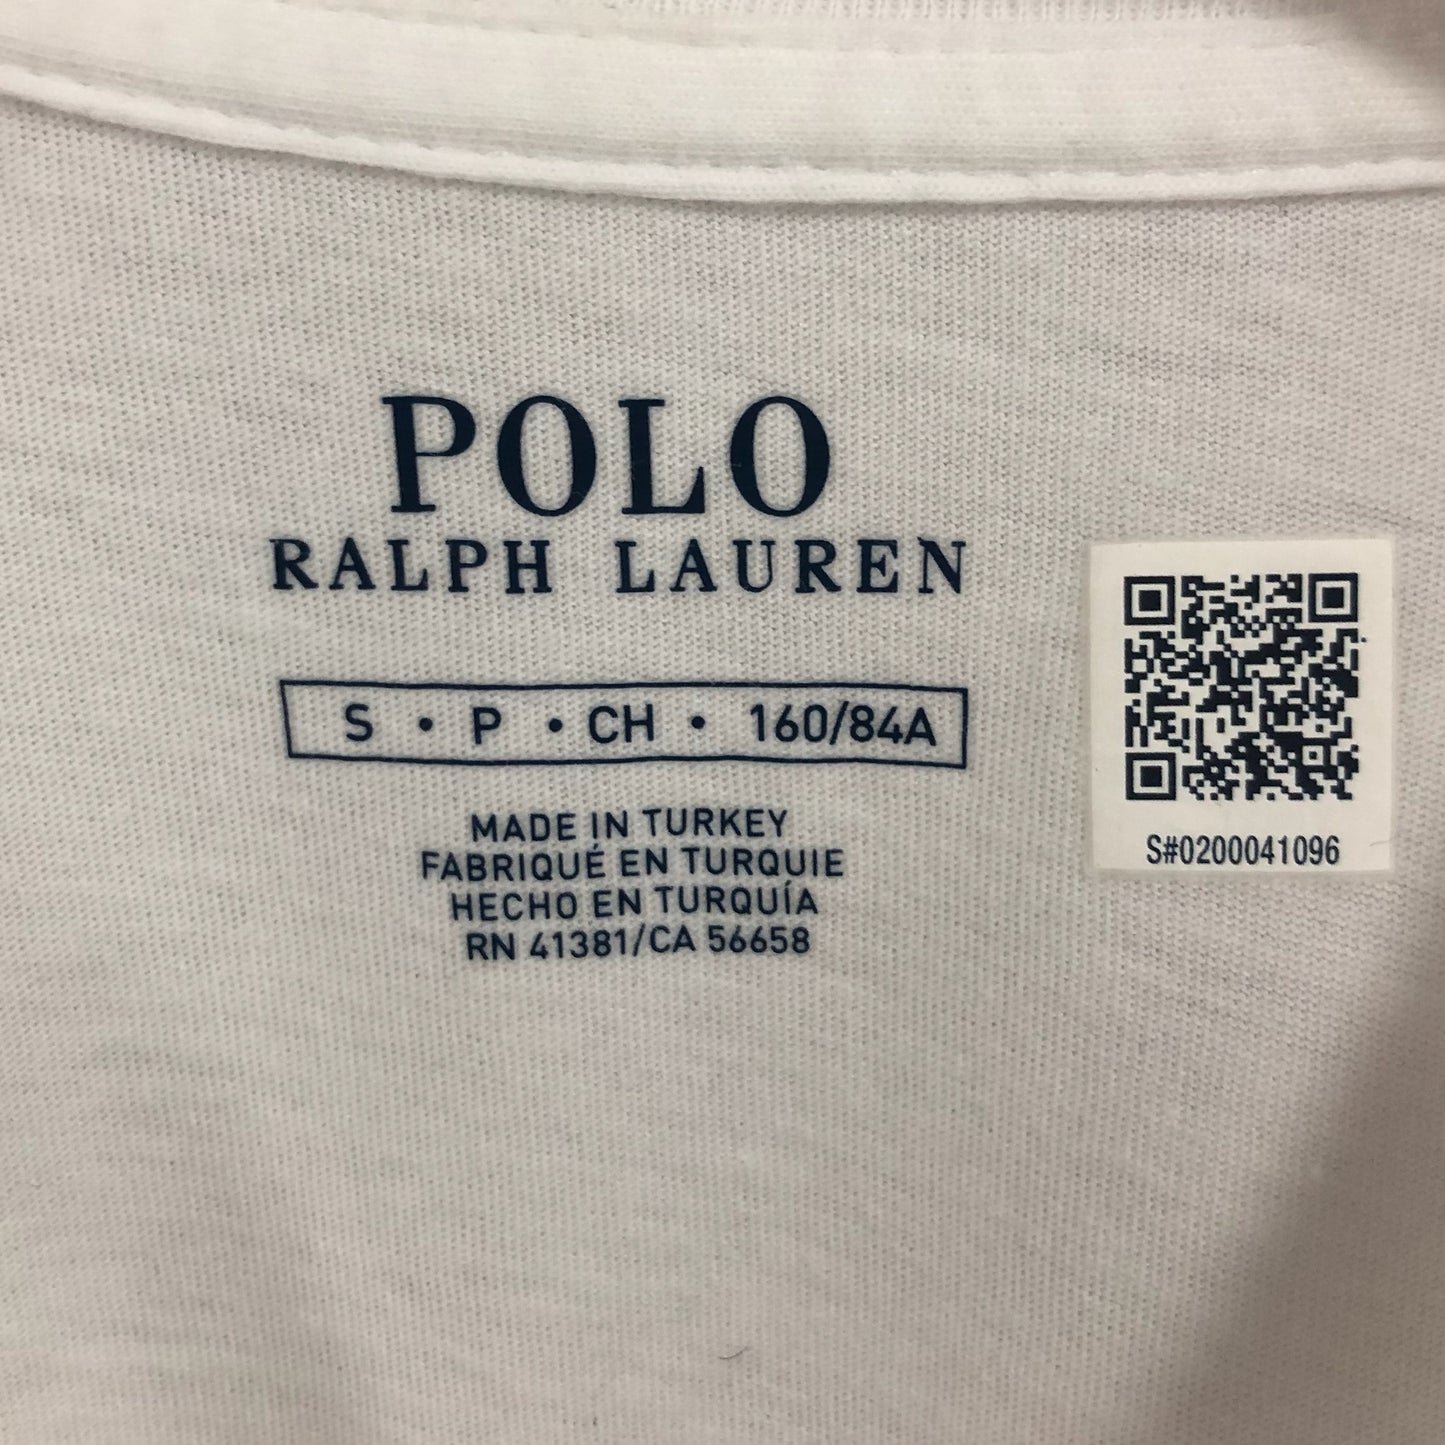 POLO
RALPH LAUREN
S • P • CH • 160/84A
MADE IN TURKEY
FABRIQUÉ EN TURQUIE
HECHO EN TURQUÍA
RN 41381/CA 56658
S#0200041096